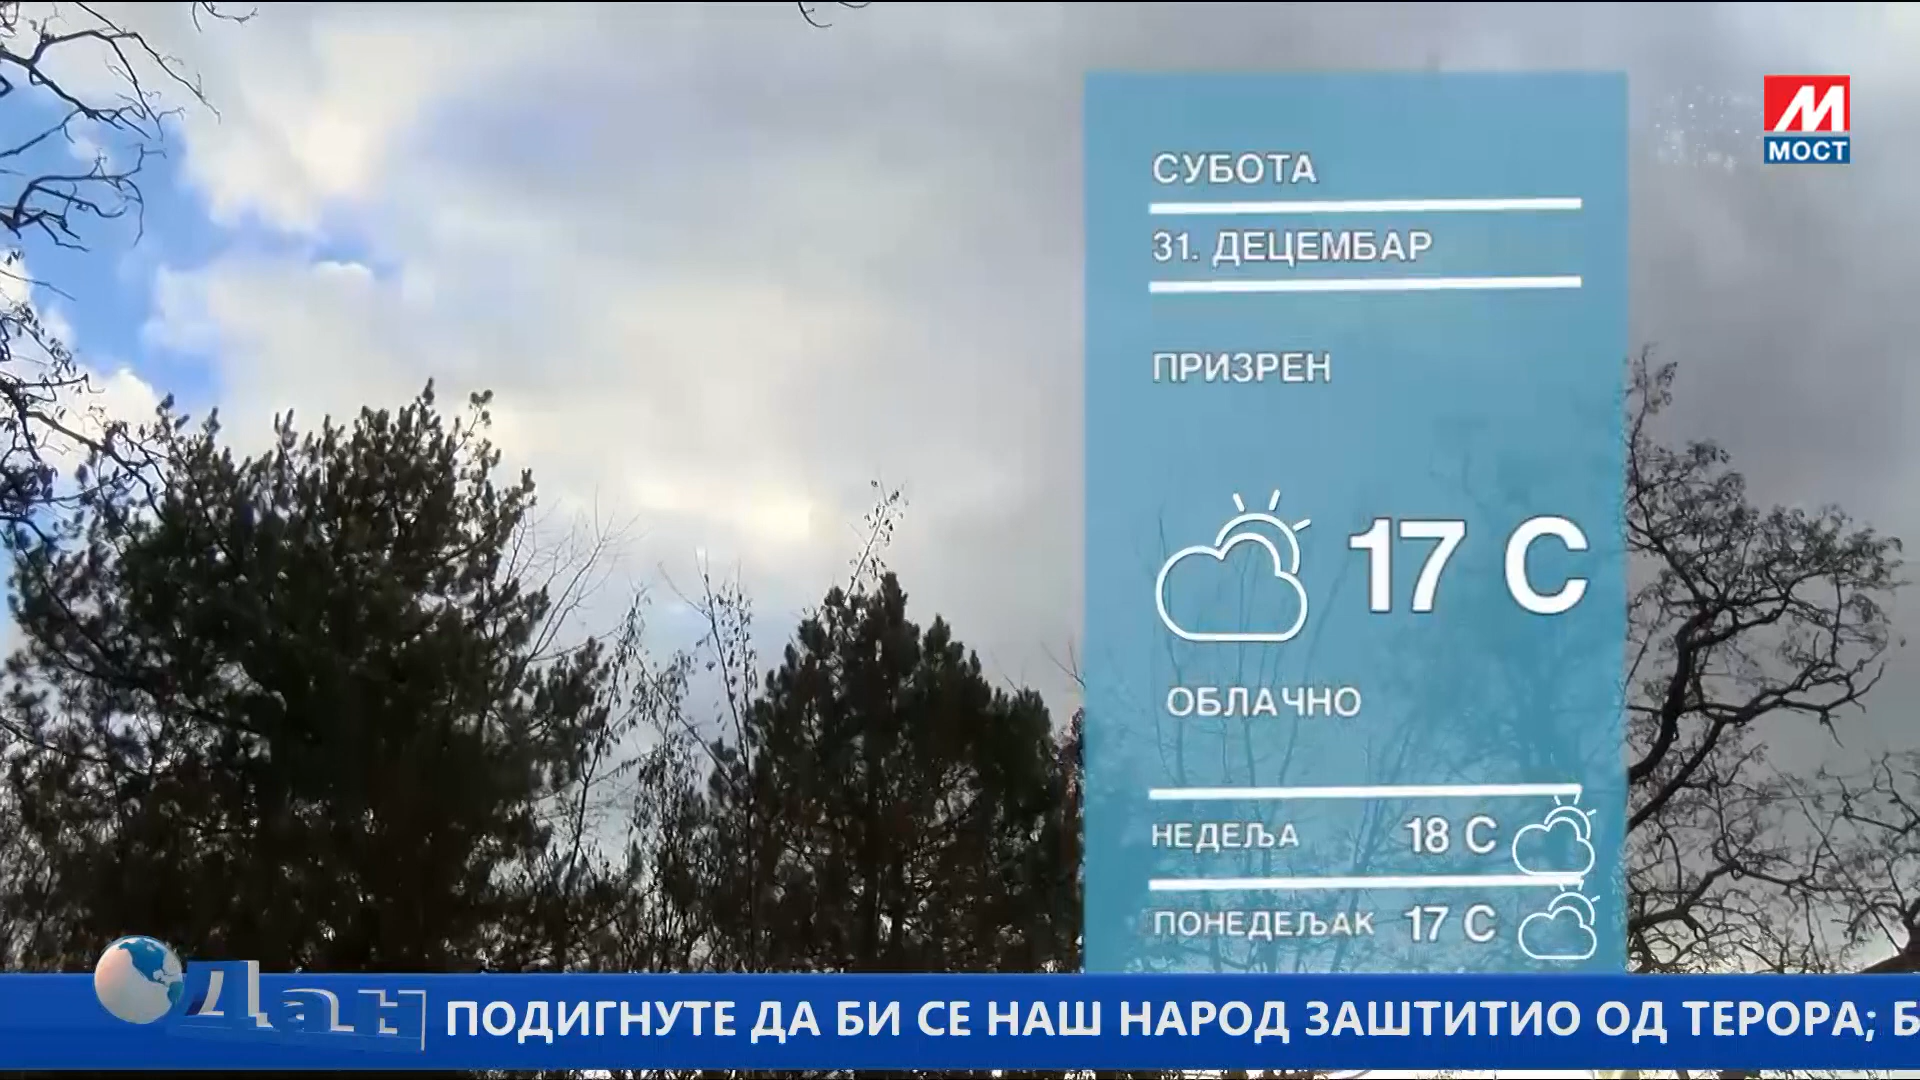 СУБОТА
М
МОСТ
31. ДЕЦЕМБАР
ПРИЗРЕН
17 C
ОБЛАЧНО
НЕДЕЉА 18 C
ПОНЕДЕЉАК 17 C
Дан
ПОДИГНУТЕ ДА БИ СЕ НАШ НАРОД ЗАШТИТИО ОД ТЕРОРА; Б